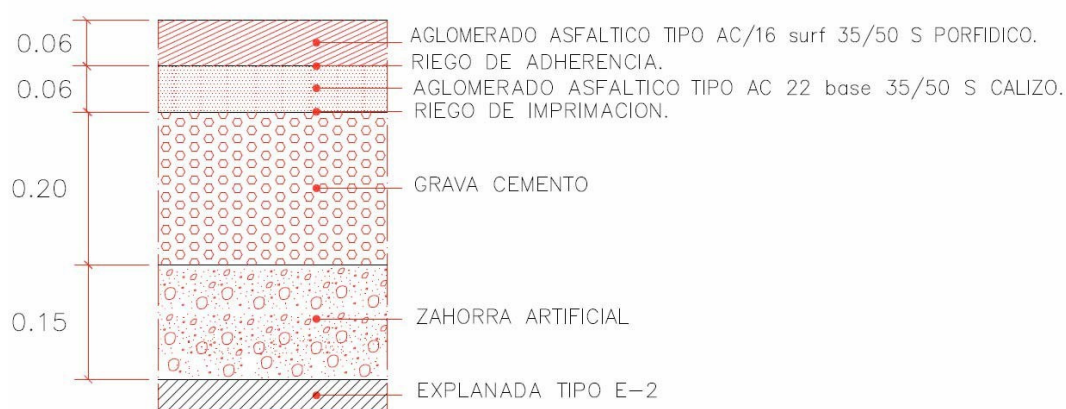 0.06
AGLOMERADO ASFALTICO TIPO AC/16 surf 35/50 S PORFIDICO.
RIEGO DE ADHERENCIA.
0.06
AGLOMERADO ASFALTICO TIPO AC 22 base 35/50 S CALIZO.
RIEGO DE IMPRIMACION.
0.20
GRAVA CEMENTO
0.15
ZAHORRA ARTIFICIAL
EXPLANADA TIPO E-2